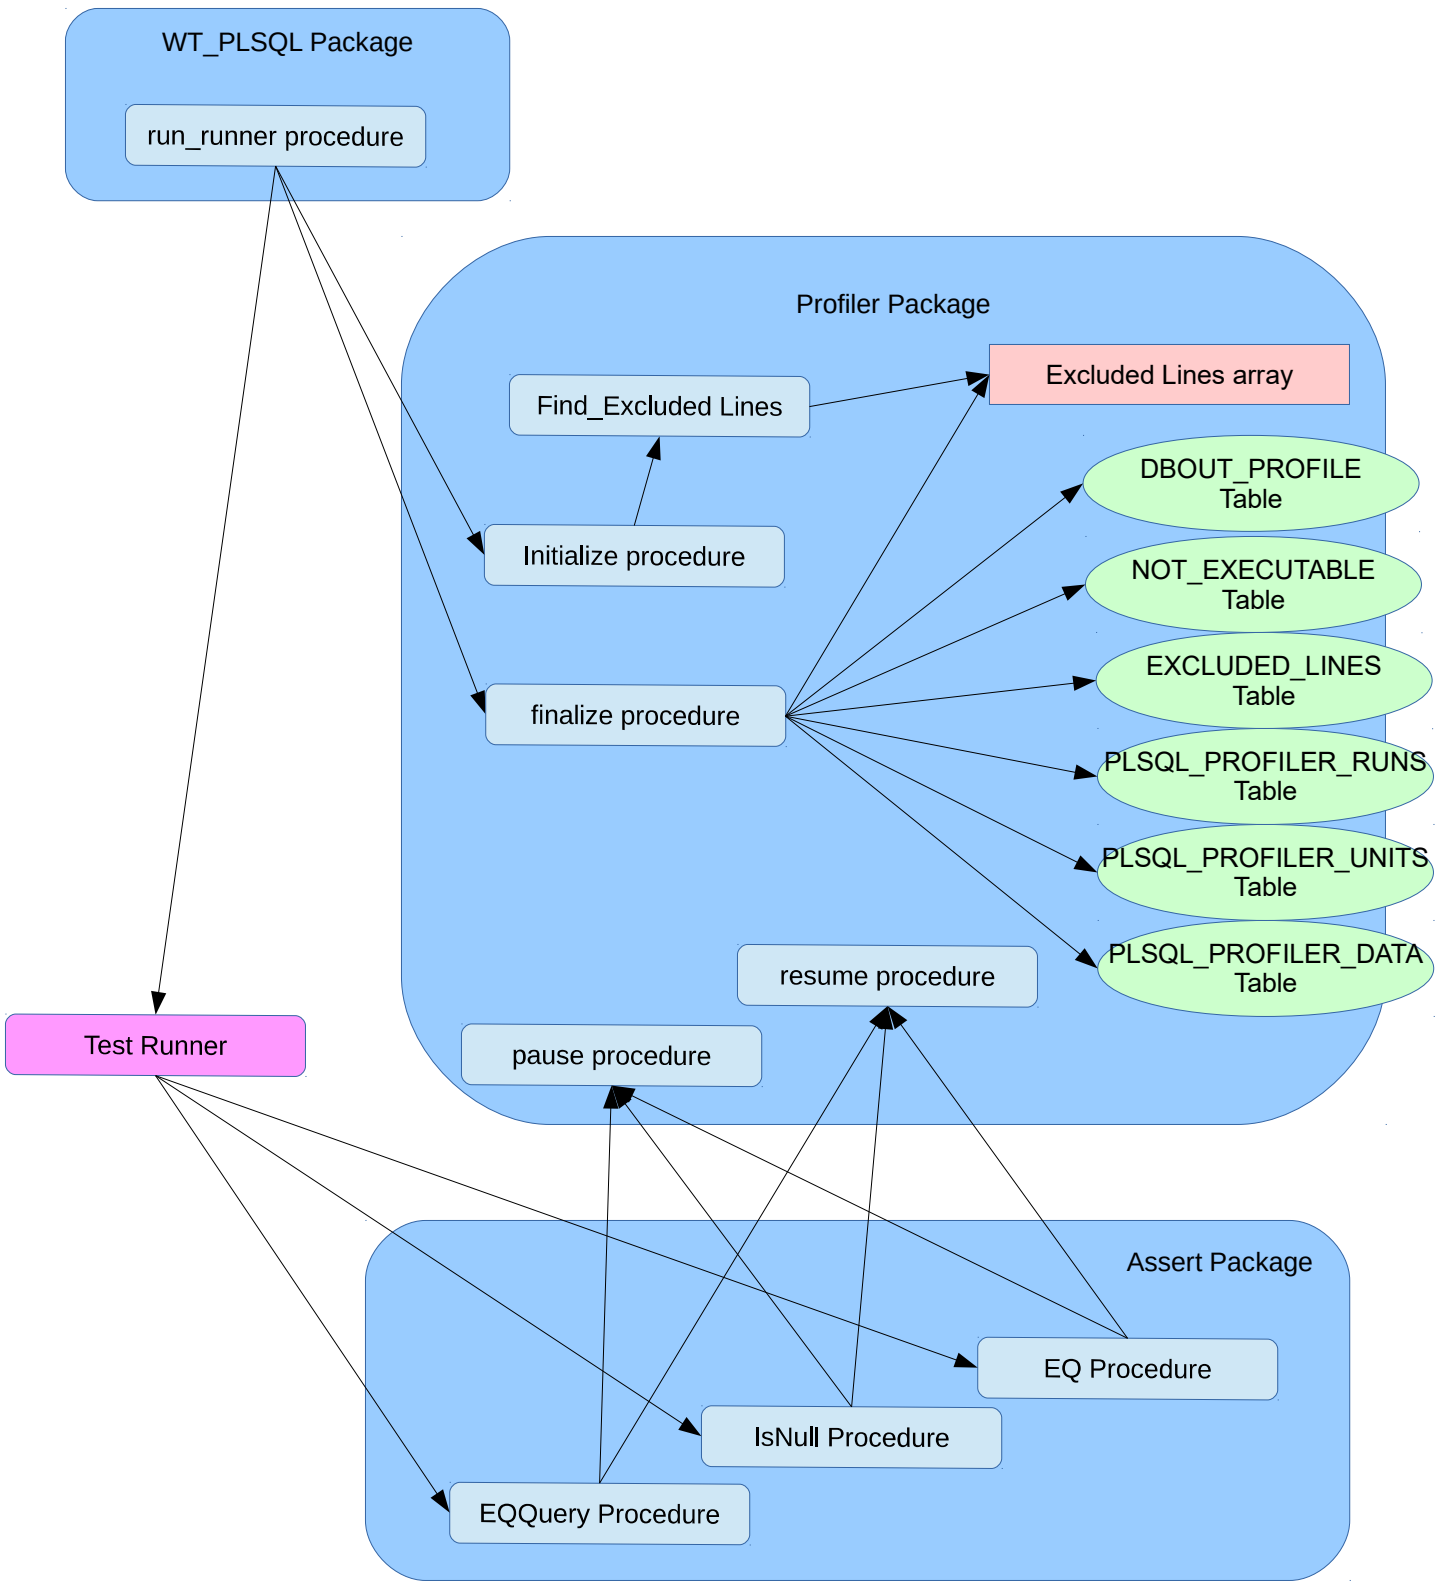 WT_PLSQL Package
run_runner procedure
Profiler Package
Excluded Lines array
Find_Excluded Lines
DBOUT_PROFILE
Table
Initialize procedure
NOT_EXECUTABLE
Table
EXCLUDED_LINES
Table
finalize procedure
PLSQL_PROFILER_RUNS
Table
PLSQL_PROFILER_UNITS
Table
PLSQL_PROFILER_DATA
Table
resume procedure
Test Runner
pause procedure
Assert Package
EQ Procedure
IsNull Procedure
EQQuery Procedure